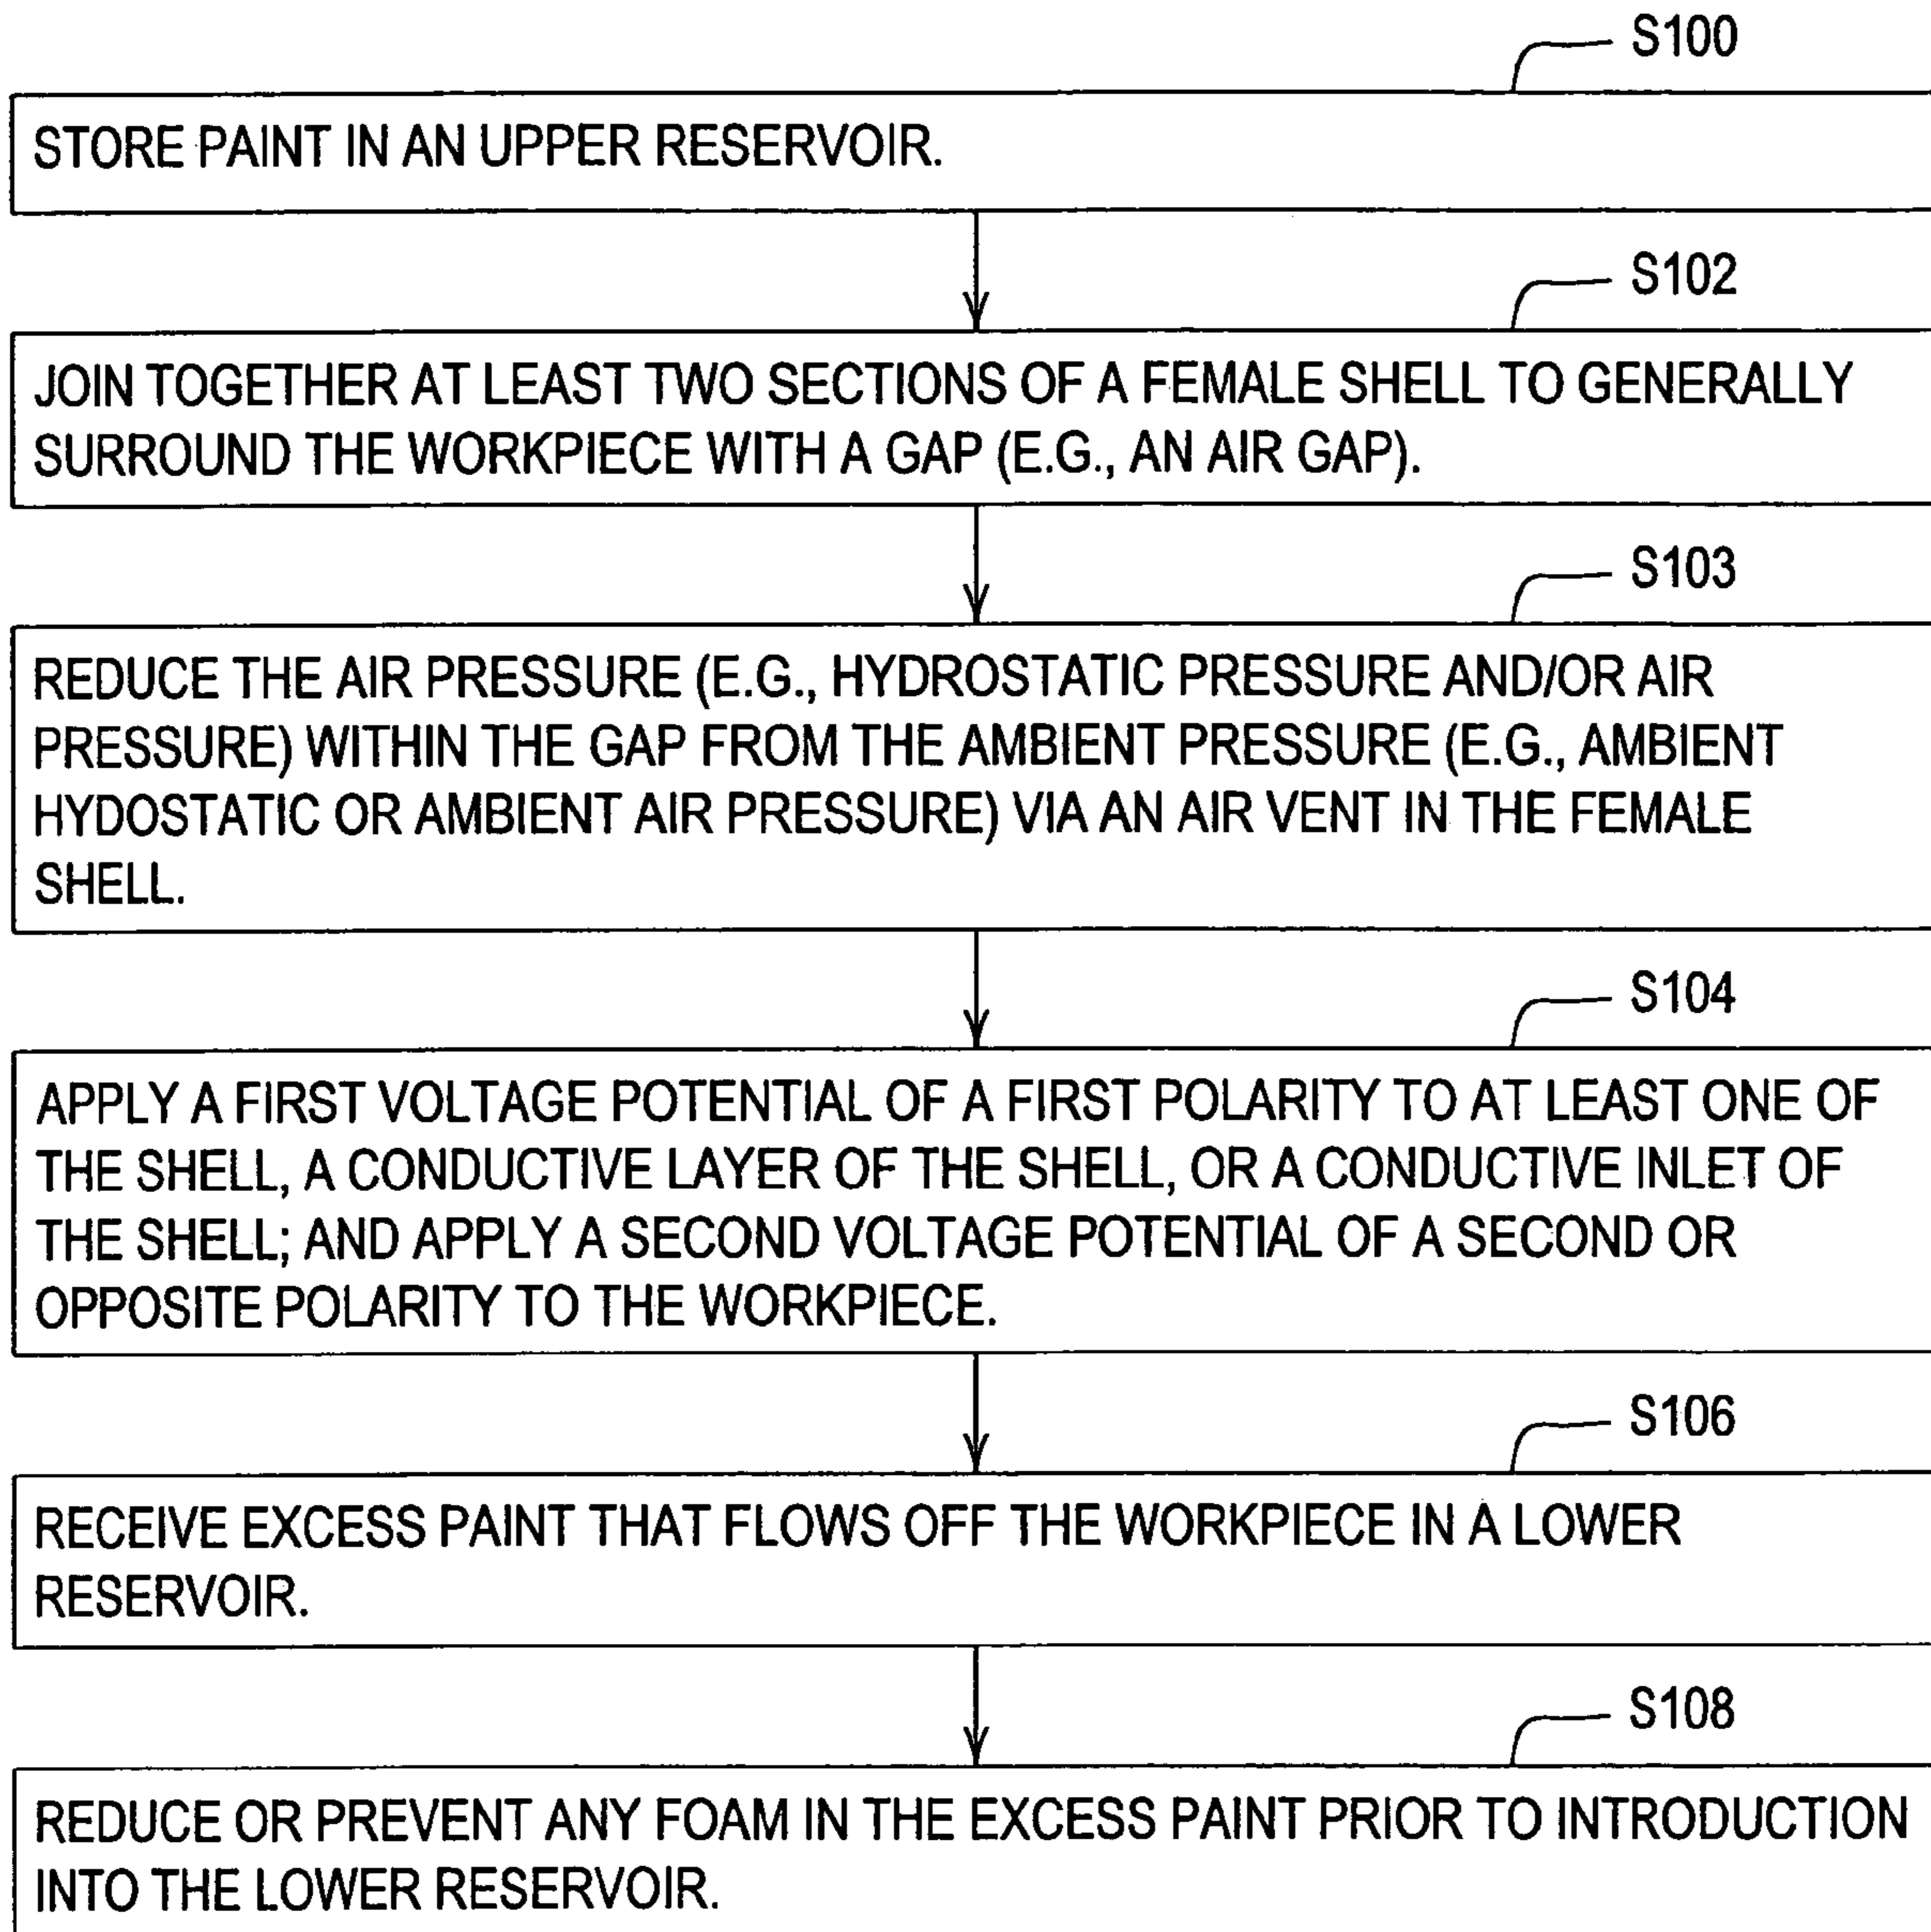 S100
STORE PAINT IN AN UPPER RESERVOIR.
S102
JOIN TOGETHER AT LEAST TWO SECTIONS OF A FEMALE SHELL TO GENERALLY
SURROUND THE WORKPIECE WITH A GAP (E.G., AN AIR GAP).
S103
REDUCE THE AIR PRESSURE (E.G., HYDROSTATIC PRESSURE AND/OR AIR
PRESSURE) WITHIN THE GAP FROM THE AMBIENT PRESSURE (E.G., AMBIENT
HYDOSTATIC OR AMBIENT AIR PRESSURE) VIA AN AIR VENT IN THE FEMALE
SHELL.
S104
APPLY A FIRST VOLTAGE POTENTIAL OF A FIRST POLARITY TO AT LEAST ONE OF
THE SHELL, A CONDUCTIVE LAYER OF THE SHELL, OR A CONDUCTIVE INLET OF
THE SHELL; AND APPLY A SECOND VOLTAGE POTENTIAL OF A SECOND OR
OPPOSITE POLARITY TO THE WORKPIECE.
S106
RECEIVE EXCESS PAINT THAT FLOWS OFF THE WORKPIECE IN A LOWER
RESERVOIR.
S108
REDUCE OR PREVENT ANY FOAM IN THE EXCESS PAINT PRIOR TO INTRODUCTION
INTO THE LOWER RESERVOIR.